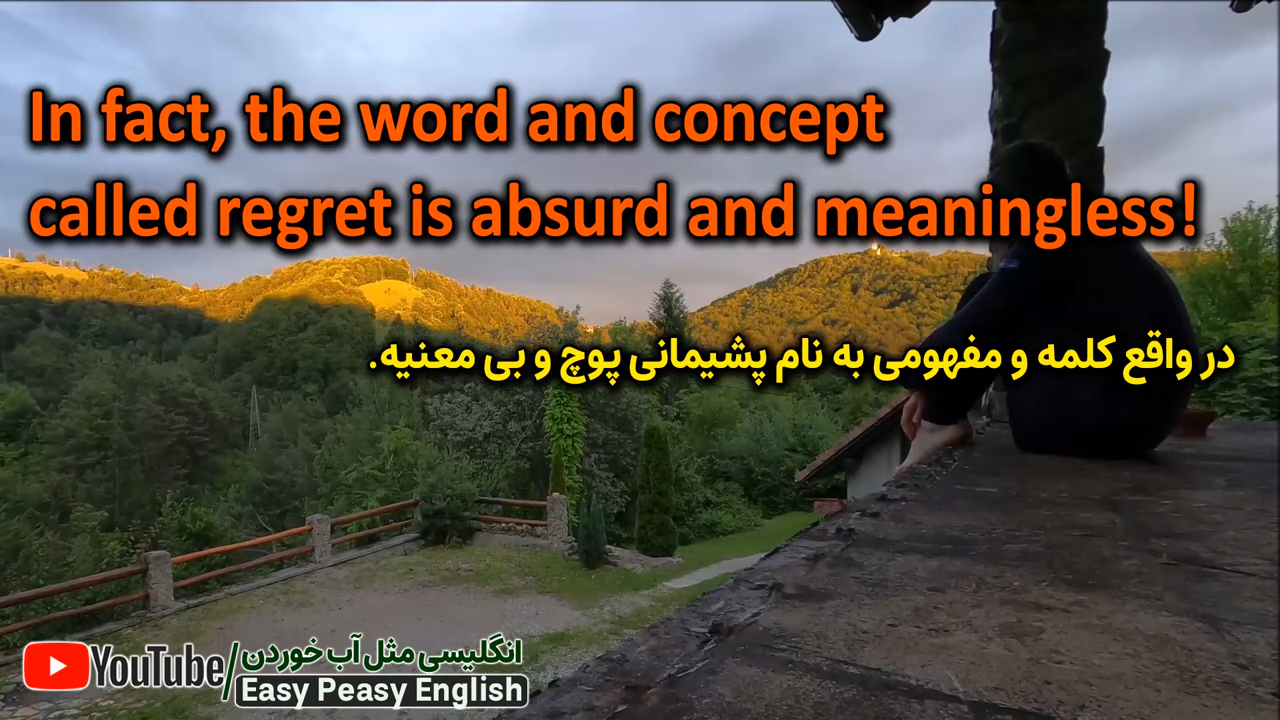 In fact, the word and concept
called regret is absurd and meaningless!
در واقع کلمه و مفهومی به نام پشیمانی پوچ و بی معنیه.
YouTube/انگلیسی مثل آب خوردن
Easy Peasy English